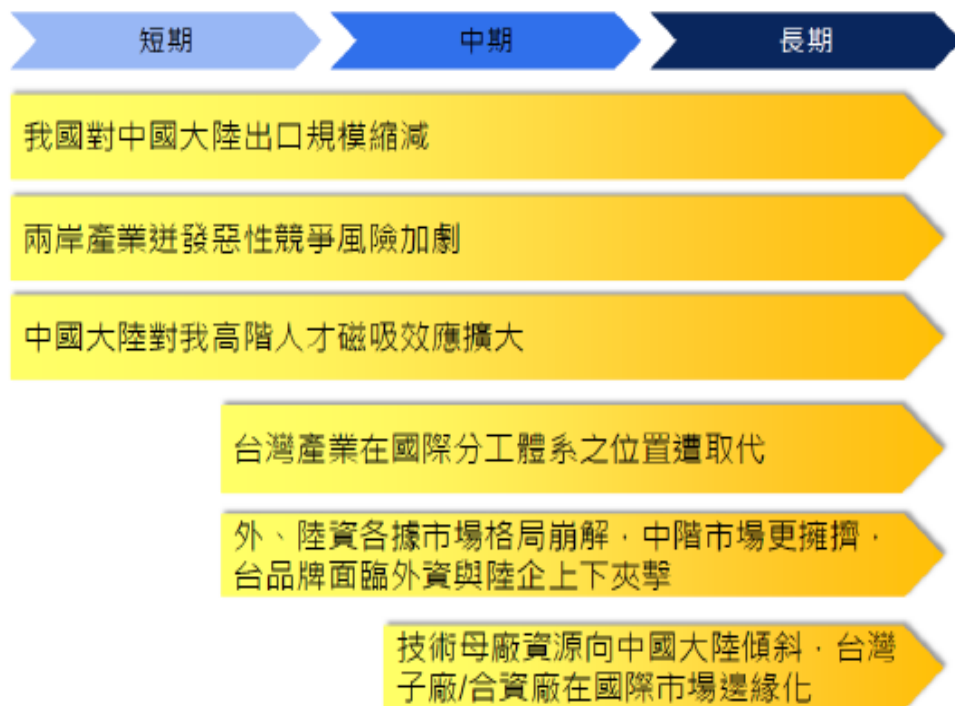 短期
中期
長期
我國對中國大陸出口規模縮減
兩岸產業迸發惡性競爭風險加劇
中國大陸對我高階人才磁吸效應擴大
台灣產業在國際分工體系之位置遭取代
外、陸資各據市場格局崩解，中階市場更擁擠，
台品牌面臨外資與陸企上下夾擊
技術母廠資源向中國大陸傾斜，台灣
子廠/合資廠在國際市場邊緣化